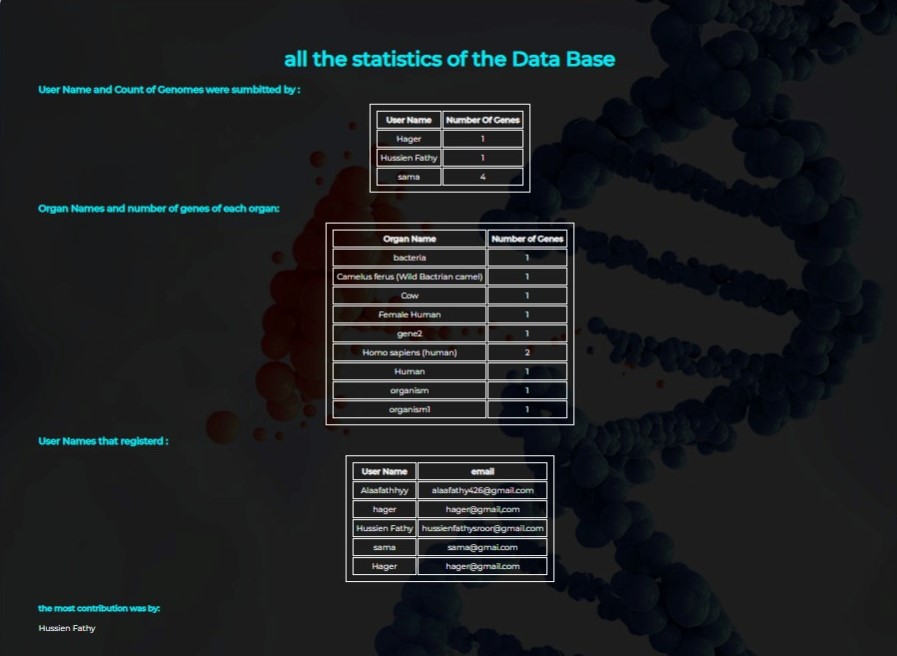 all the statistics of the Data Base
User Name and Count of Genomes were sumbitted by :
User Name Number Of Genes
Hager 1
Hussien Fathy 1
sama 4
Organ Names and number of genes of each organ:
Organ Name Number of Genes
bacteria 1
Camelus ferus (Wild Bactrian camel) 1
Cow 1
Female Human 1
gene2 1
Homo sapiens (human) 2
Human 1
organism 1
organism1 1
User Names that registerd :
User Name email
Alaafathhyy alaafathy426@gmail.com
hager hager@gmail,com
Hussien Fathy hussienfathysroor@gmail.com
sama sama@gmai.com
Hager hager@gmail.com
the most contribution was by:
Hussien Fathy